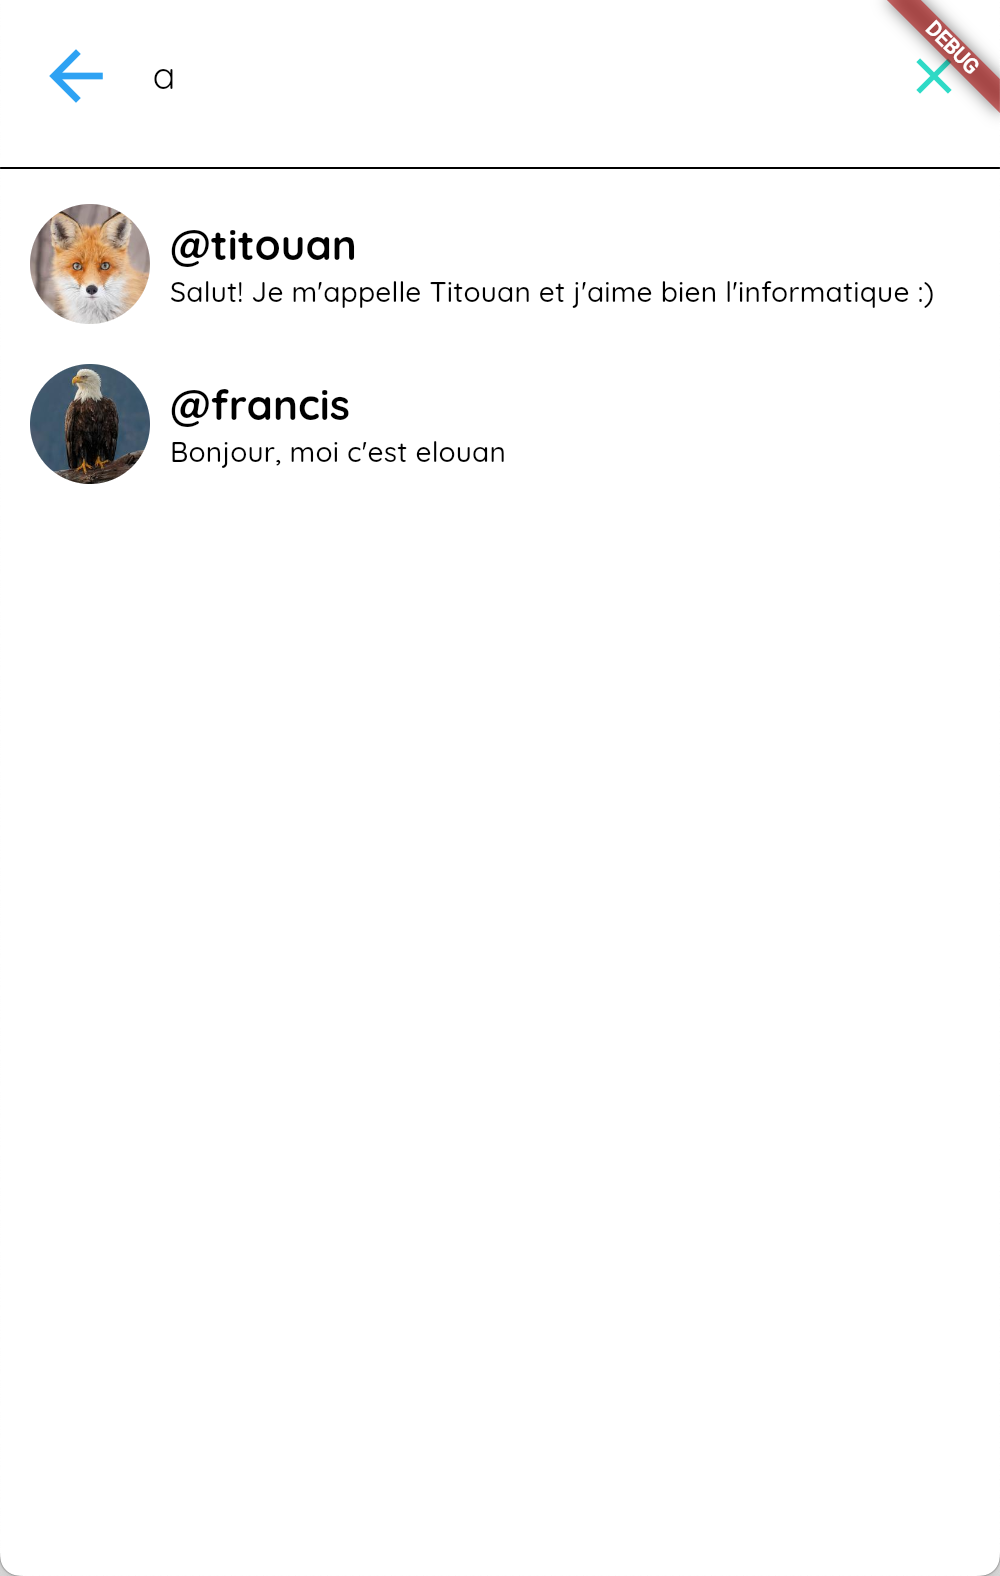 a
DEBUG
@titouan
Salut! Je m'appelle Titouan et j'aime bien l'informatique :)
@francis
Bonjour, moi c'est elouan